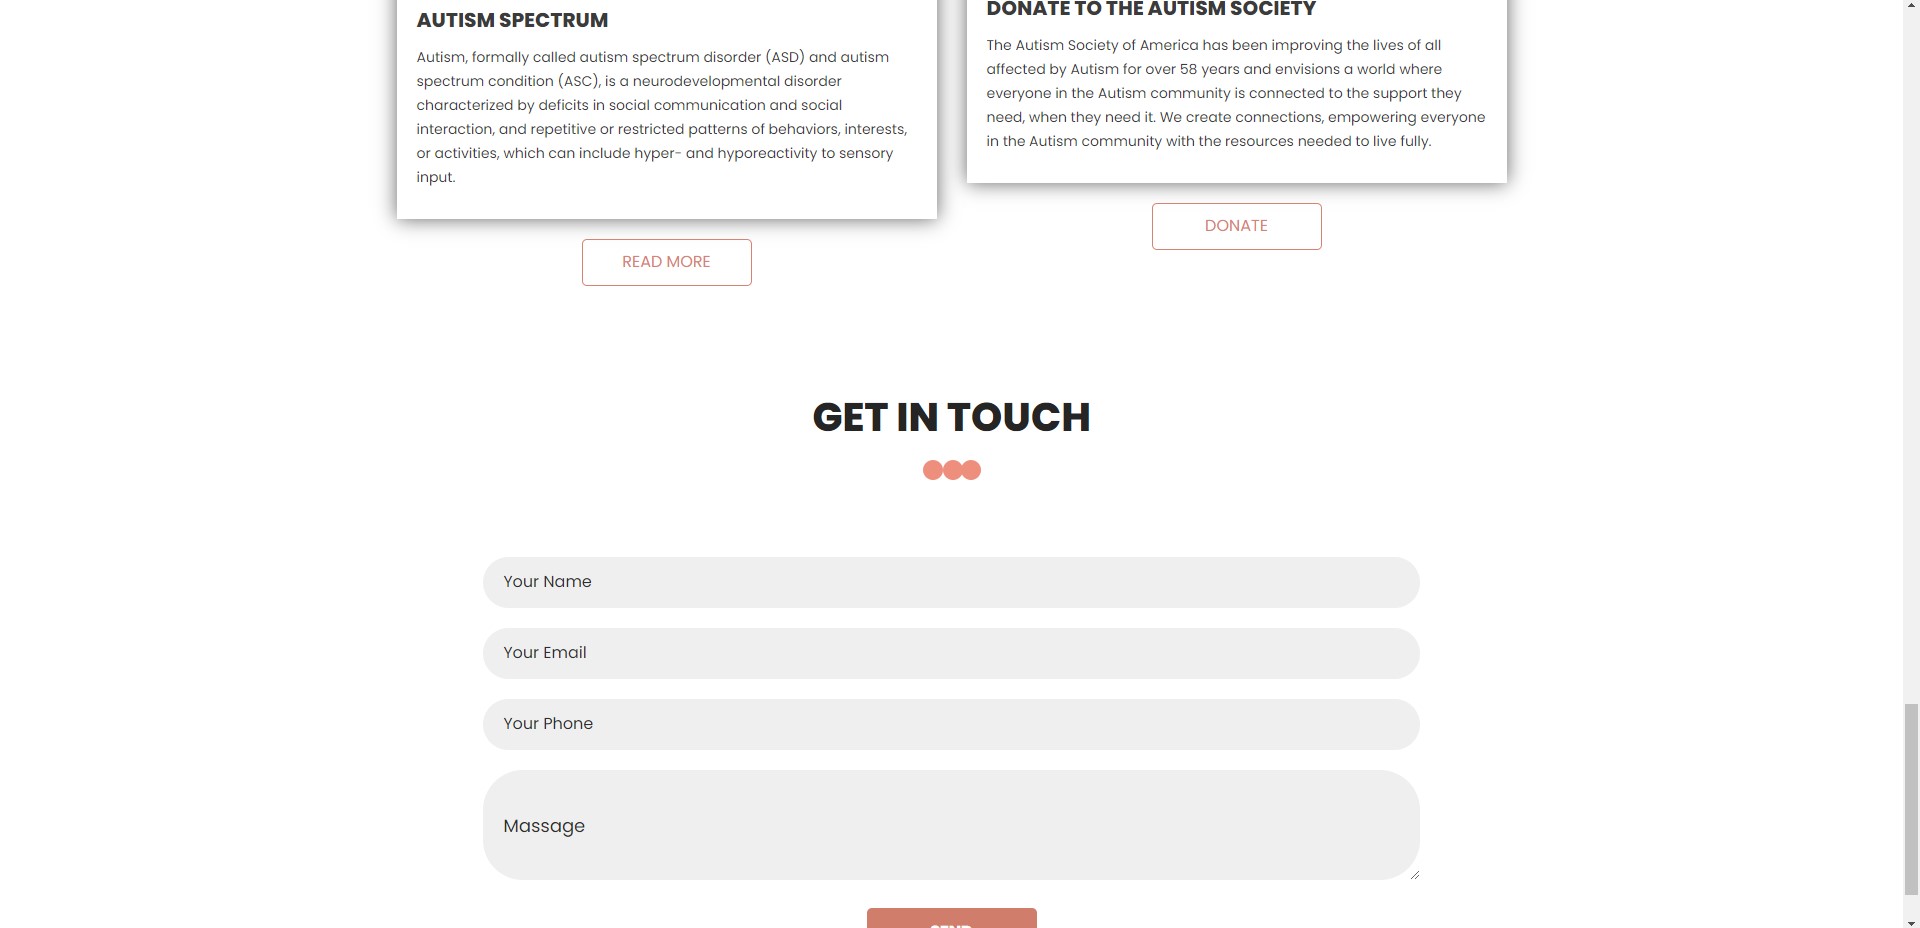 AUTISM SPECTRUM
Autism, formally called autism spectrum disorder (ASD) and autism
spectrum condition (ASC), is a neurodevelopmental disorder
characterized by deficits in social communication and social
interaction, and repetitive or restricted patterns of behaviors, interests,
or activities, which can include hyper- and hyporeactivity to sensory
input.
READ MORE
DONATE TO THE AUTISM SOCIETY
The Autism Society of America has been improving the lives of all
affected by Autism for over 58 years and envisions a world where
everyone in the Autism community is connected to the support they
need, when they need it. We create connections, empowering everyone
in the Autism community with the resources needed to live fully.
DONATE
GET IN TOUCH
Your Name
Your Email
Your Phone
Massage
SEND